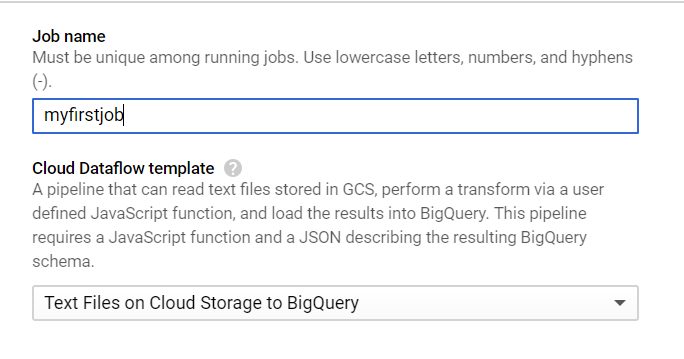 Job name
Must be unique among running jobs. Use lowercase letters, numbers, and hyphens
(-).
myfirstjob
Cloud Dataflow template ?
A pipeline that can read text files stored in GCS, perform a transform via a user
defined JavaScript function, and load the results into BigQuery. This pipeline
requires a JavaScript function and a JSON describing the resulting BigQuery
schema.
Text Files on Cloud Storage to BigQuery